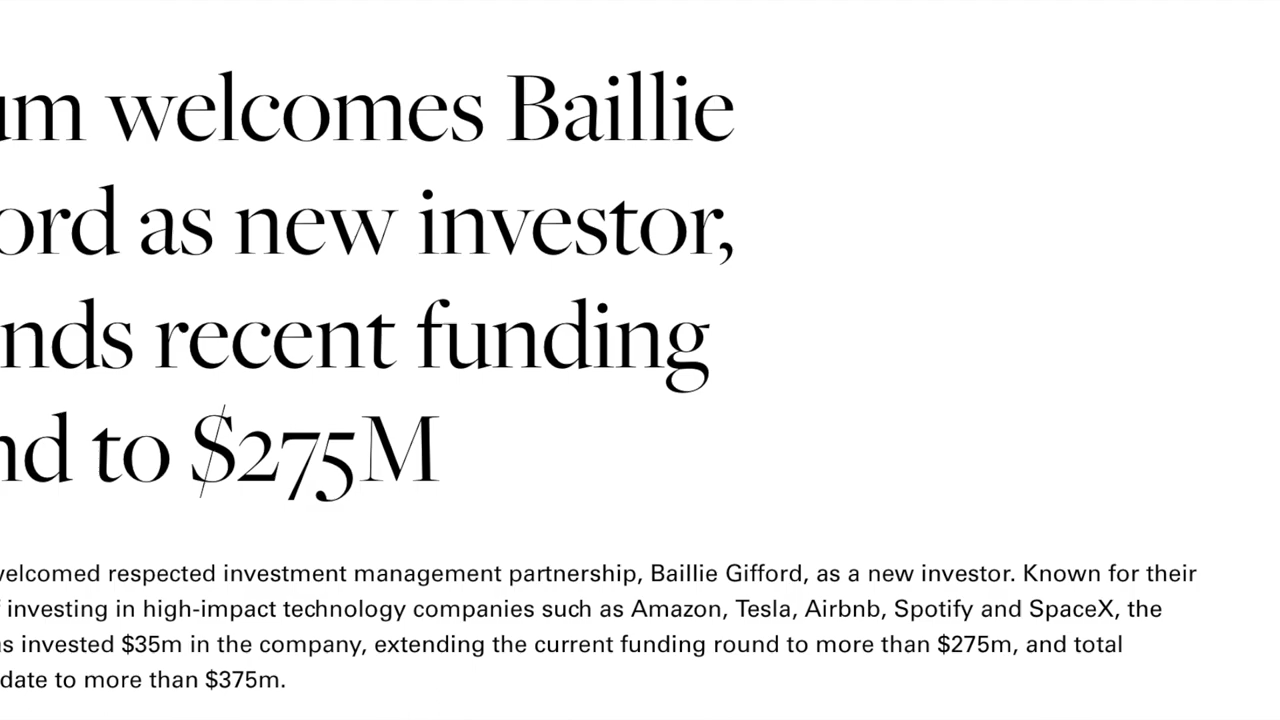 um welcomes Baillie
ord as new investor,
nds recent funding
nd to $275M
velcomed respected investment management partnership, Baillie Gifford, as a new investor. Known for their
f investing in high-impact technology companies such as Amazon, Tesla, Airbnb, Spotify and SpaceX, the
as invested $35m in the company, extending the current funding round to more than $275m, and total
date to more than $375m.